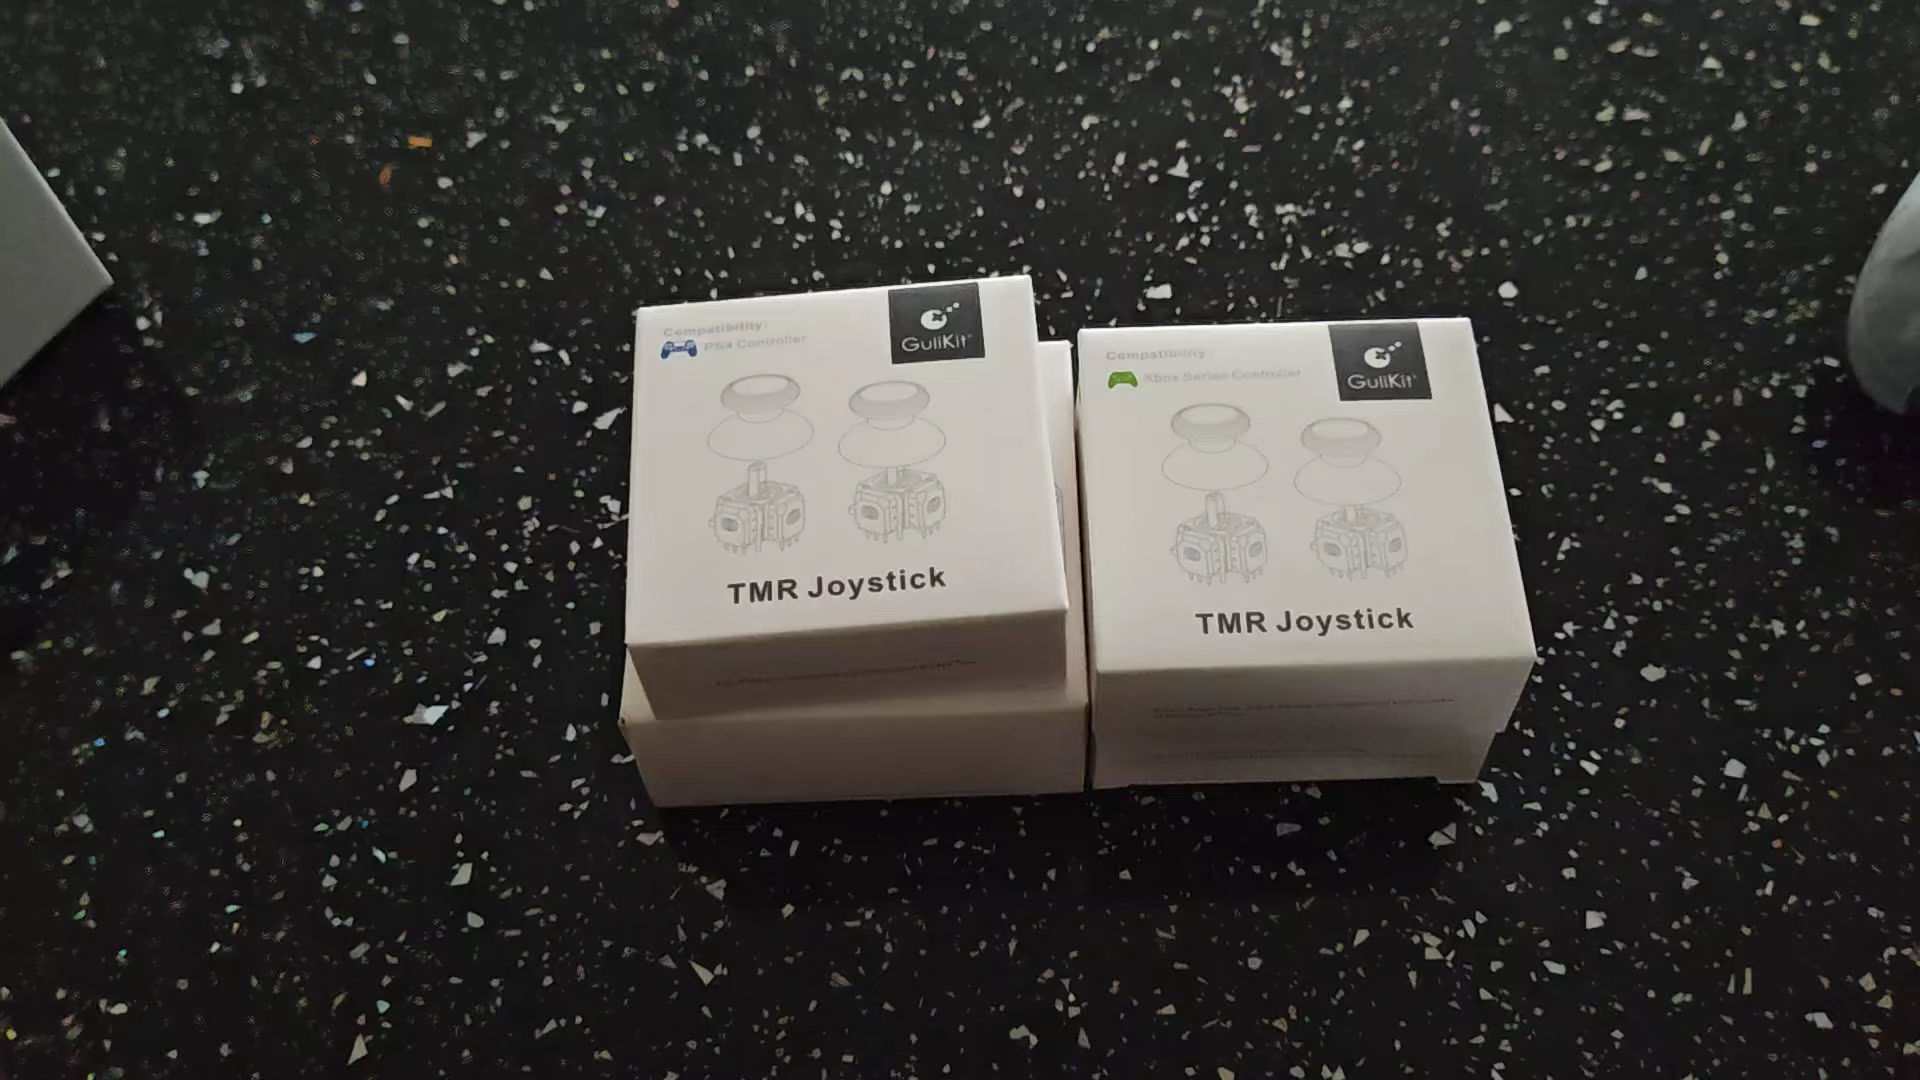 Compatibility:
PS4 Controller
GuliKit
TMR Joystick
Compatibility:
Xbox Series Controller
GuliKit
TMR Joystick